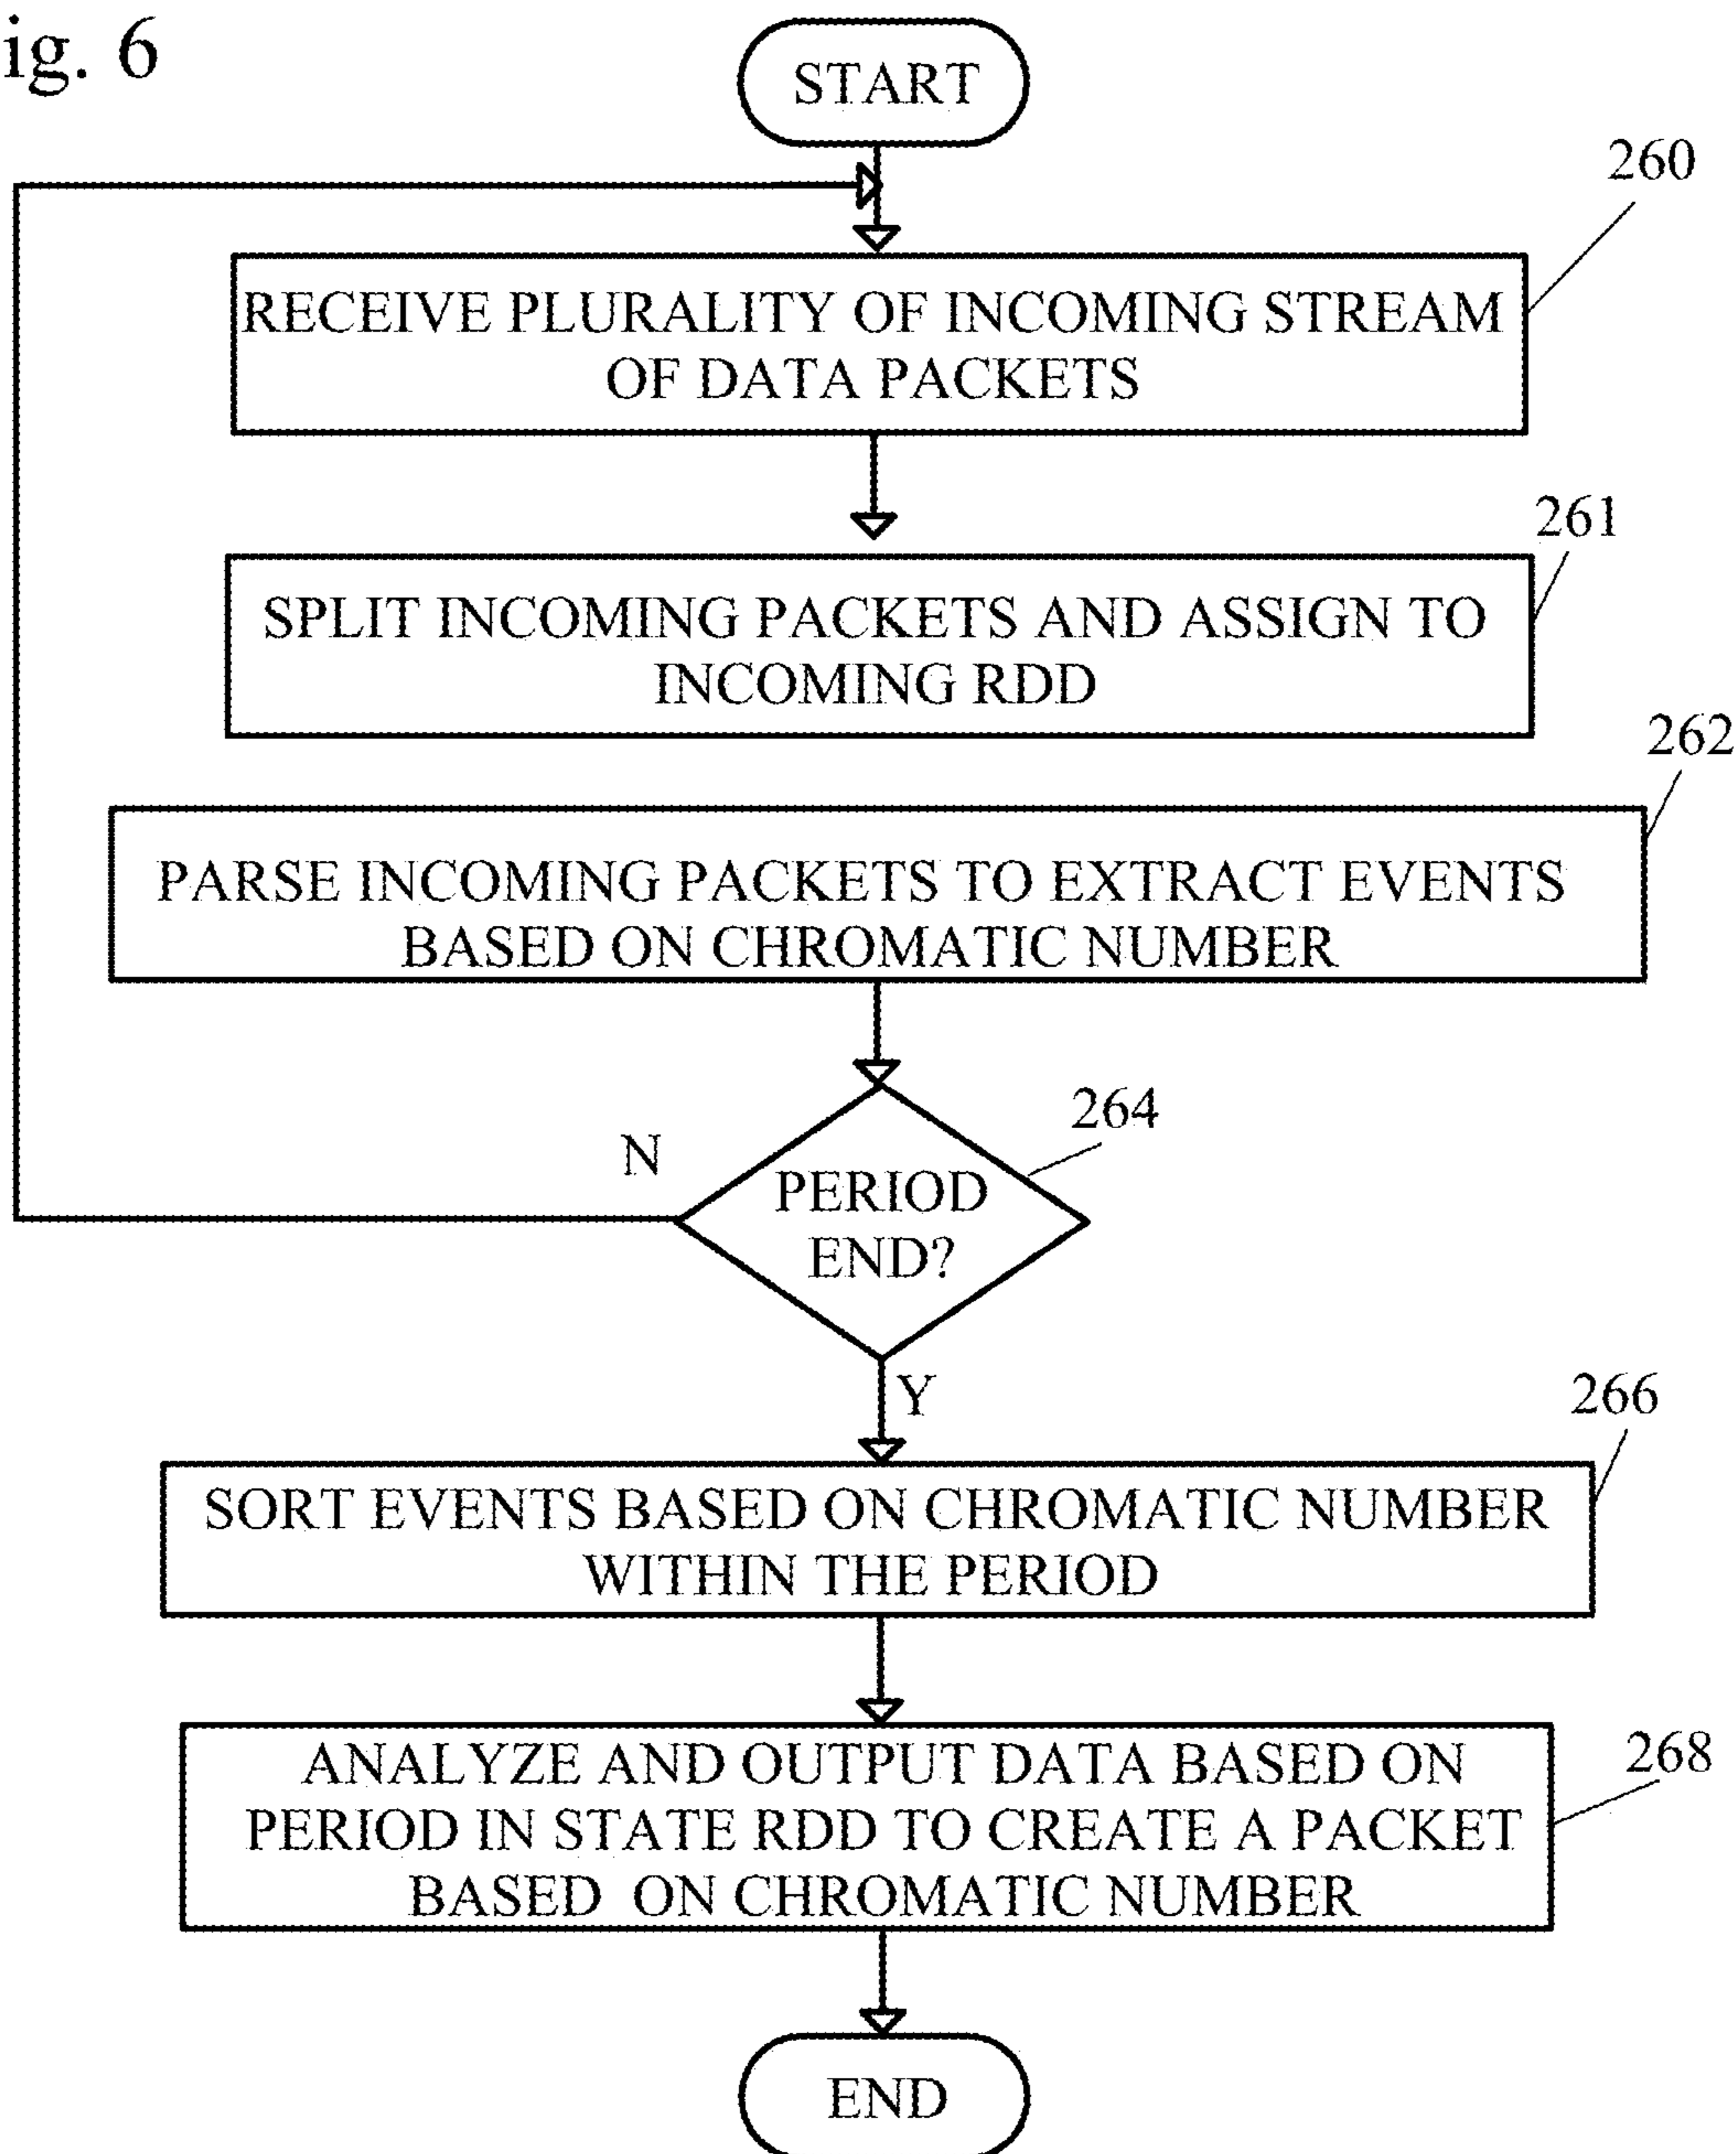 ig. 6
START
260
RECEIVE PLURALITY OF INCOMING STREAM
OF DATA PACKETS
261
SPLIT INCOMING PACKETS AND ASSIGN TO
INCOMING RDD
262
PARSE INCOMING PACKETS TO EXTRACT EVENTS
BASED ON CHROMATIC NUMBER
264
N
PERIOD
END?
Y
266
SORT EVENTS BASED ON CHROMATIC NUMBER
WITHIN THE PERIOD
268
ANALYZE AND OUTPUT DATA BASED ON
PERIOD IN STATE RDD TO CREATE A PACKET
BASED ON CHROMATIC NUMBER
END